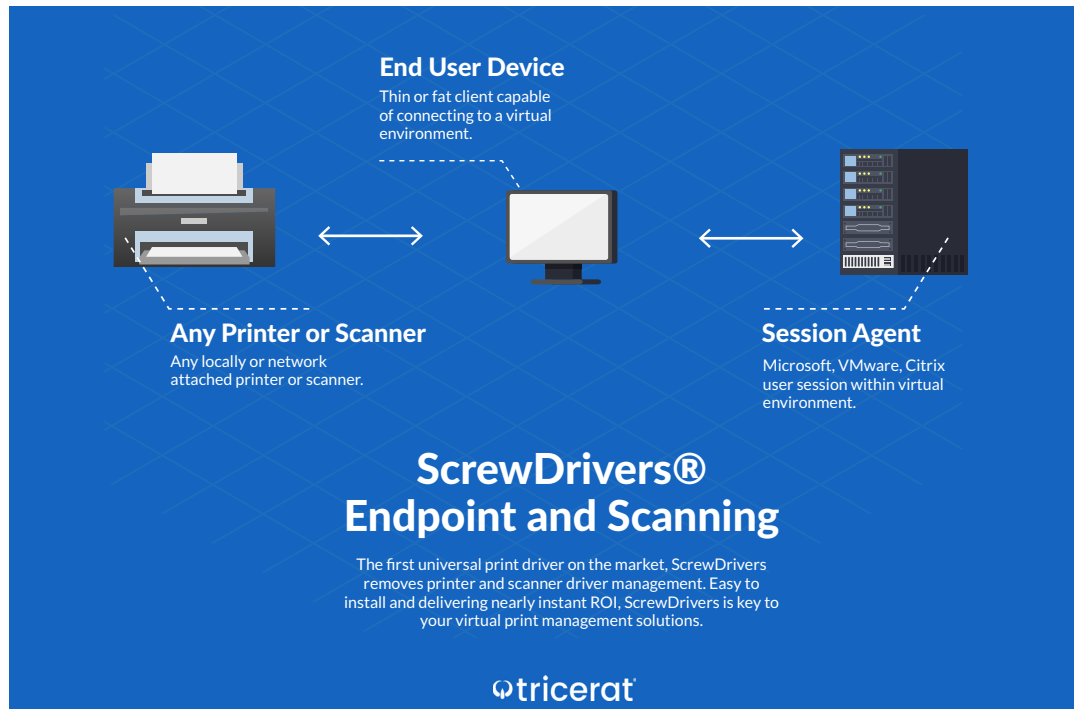 End User Device
Thin or fat client capable
of connecting to a virtual
environment.
Any Printer or Scanner
Any locally or network
attached printer or scanner.
Session Agent
Microsoft, VMware, Citrix
user session within virtual
environment.
ScrewDrivers®
Endpoint and Scanning
The first universal print driver on the market, ScrewDrivers
removes printer and scanner driver management. Easy to
install and delivering nearly instant ROI, ScrewDrivers is key to
your virtual print management solutions.
tricerat